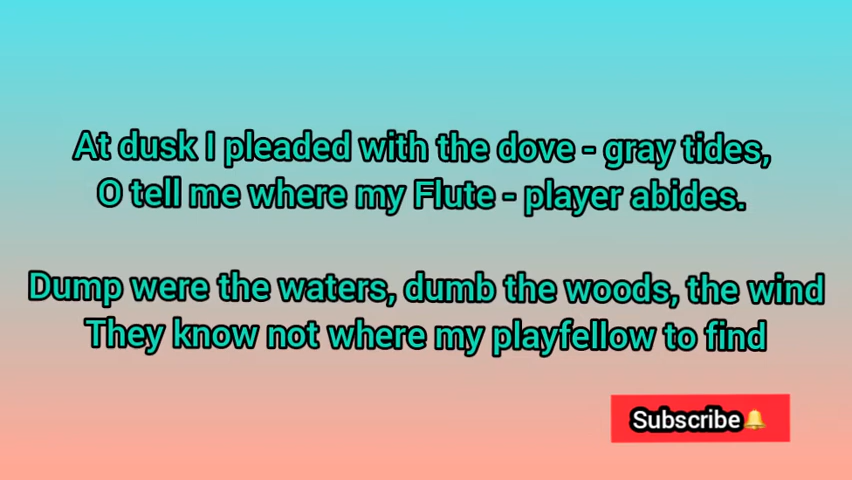 At dusk I pleaded with the dove - gray tides,
O tell me where my Flute - player abides.
Dump were the waters, dumb the woods, the wind
They know not where my playfellow to find
Subscribe🔔